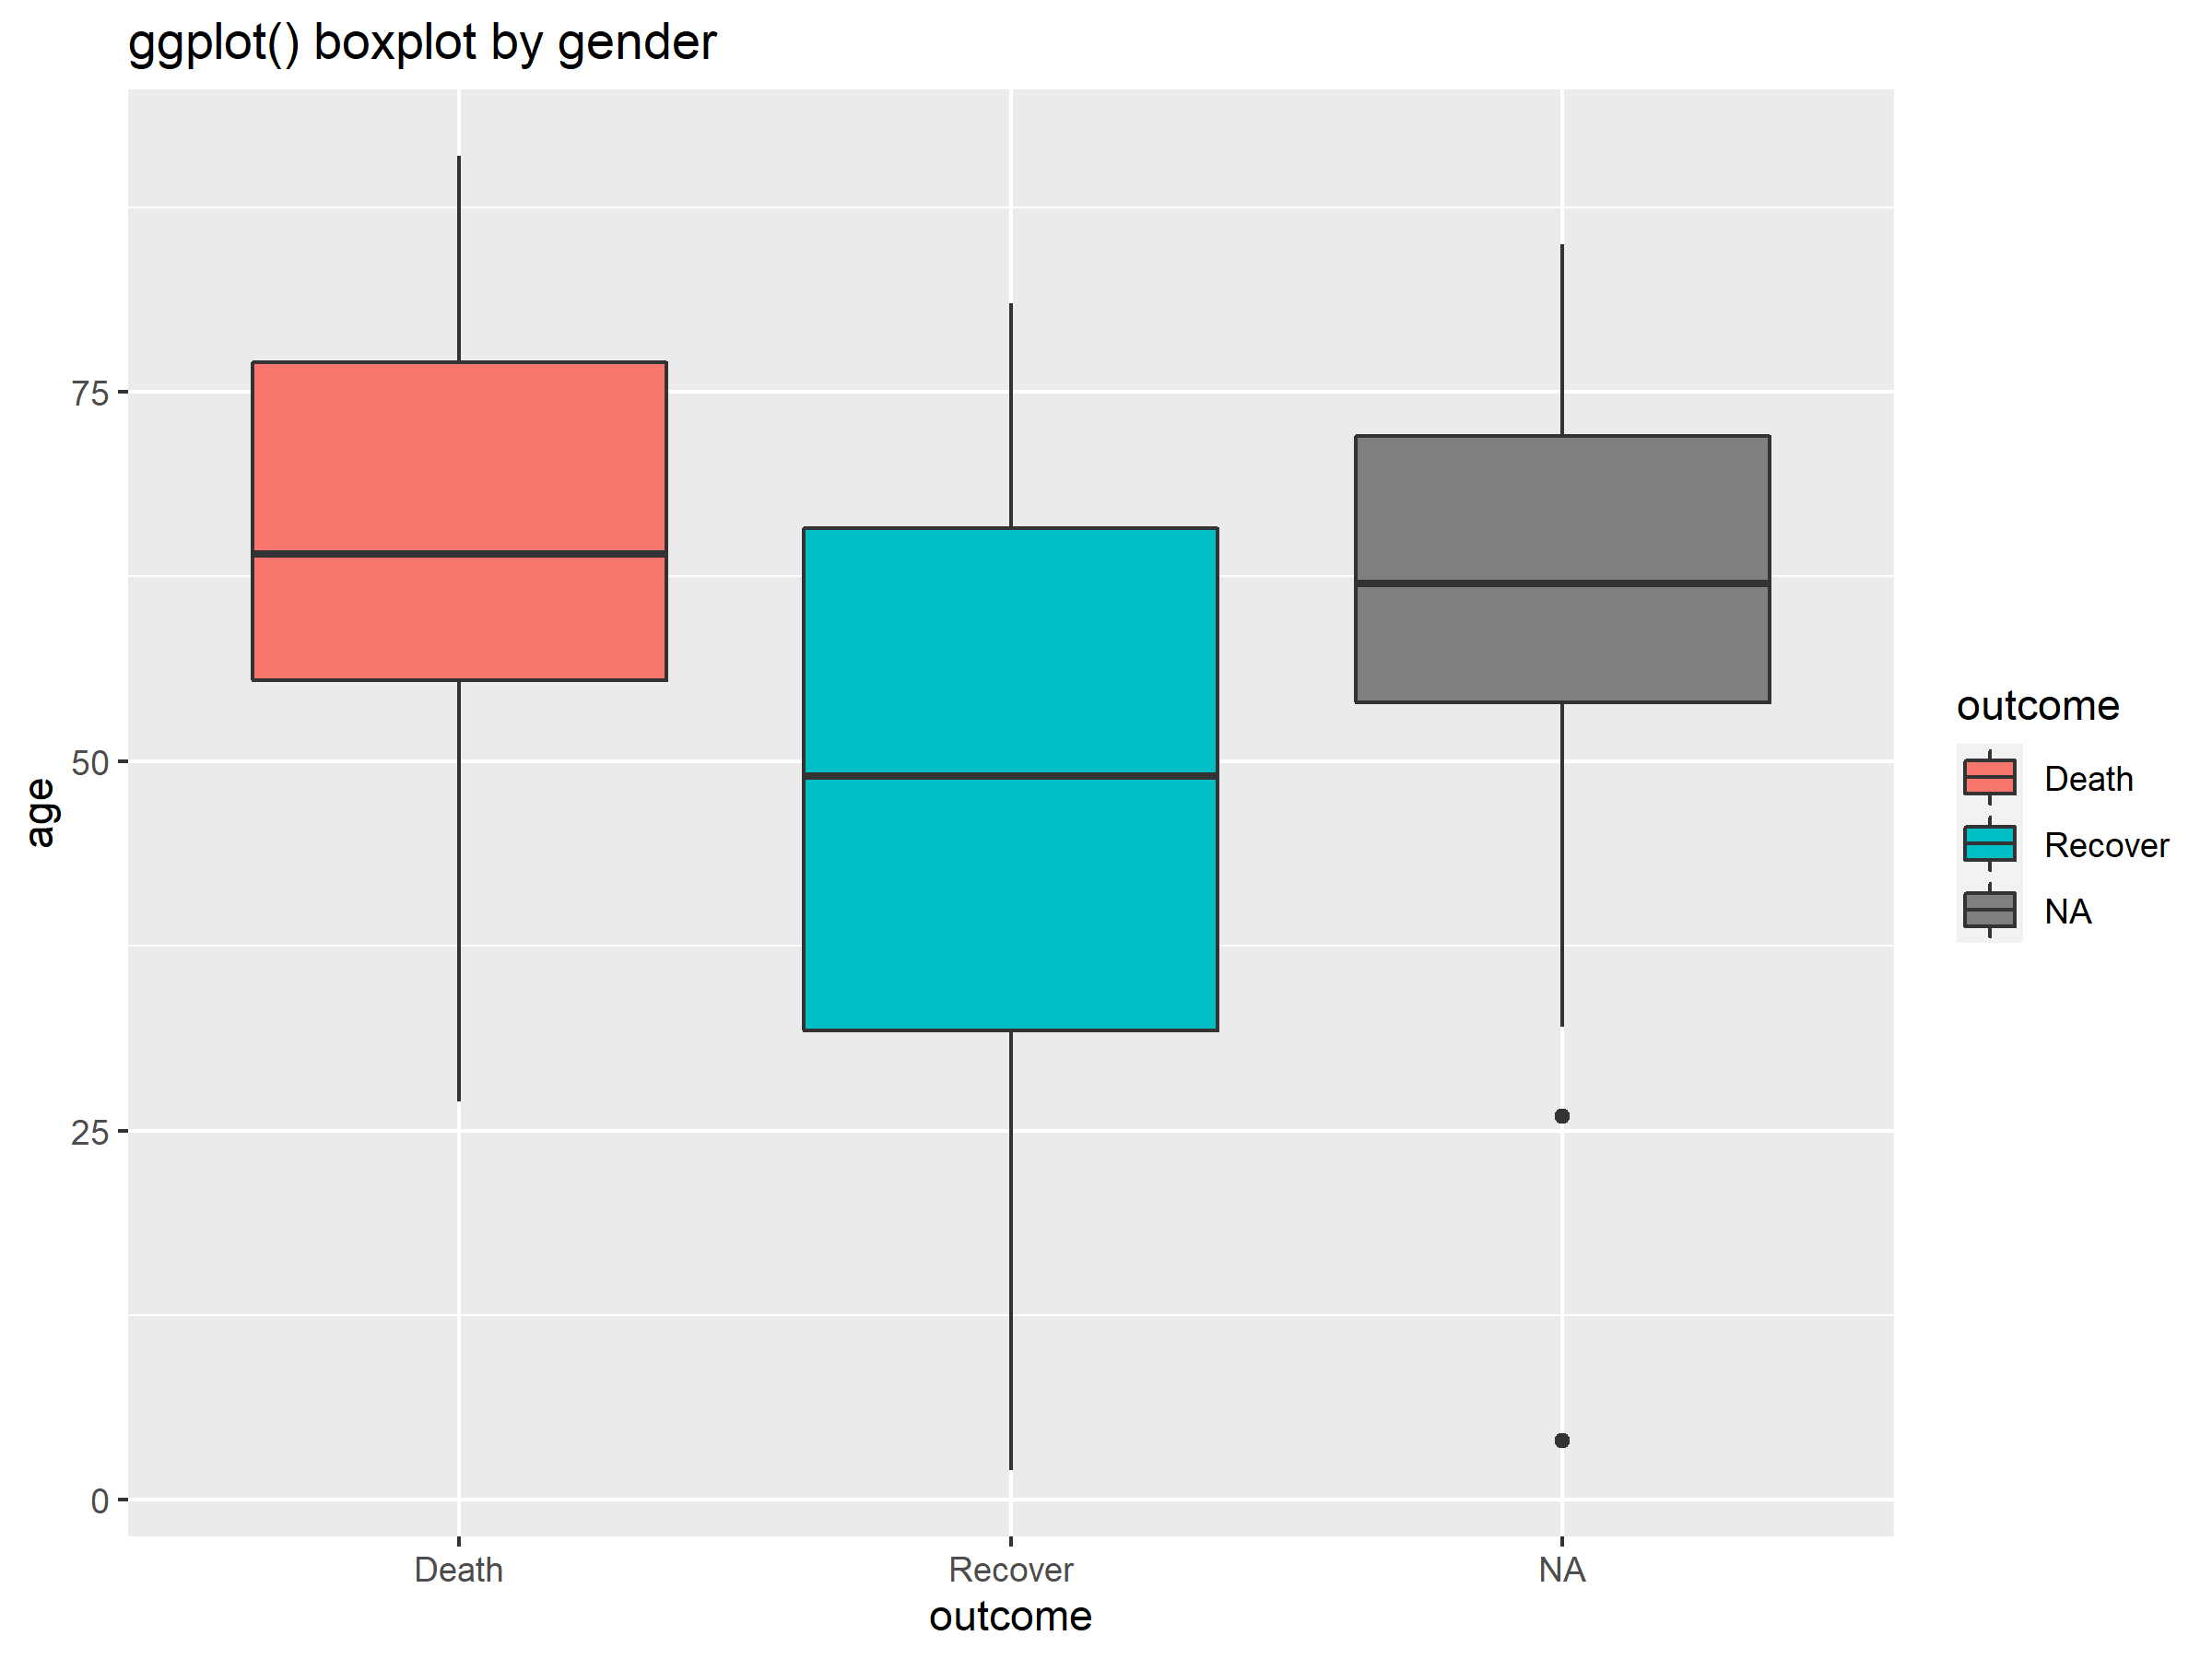 ggplot() boxplot by gender
75
50
25
0
age
Death
Recover
NA
outcome
outcome
Death
Recover
NA